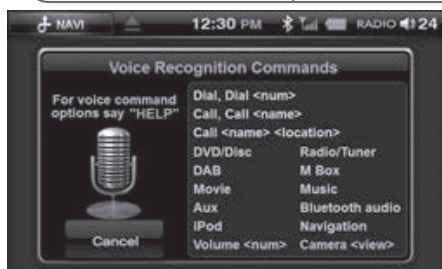 NAVI 12:30 PM RADIO 24
Voice Recognition Commands
For voice command
options say "HELP"
Cancel
Dial, Dial <num>
Call, Call <name>
Call <name> <location>
DVD/Disc Radio/Tuner
DAB M Box
Movie Music
Aux Bluetooth audio
iPod Navigation
Volume <num> Camera <view>